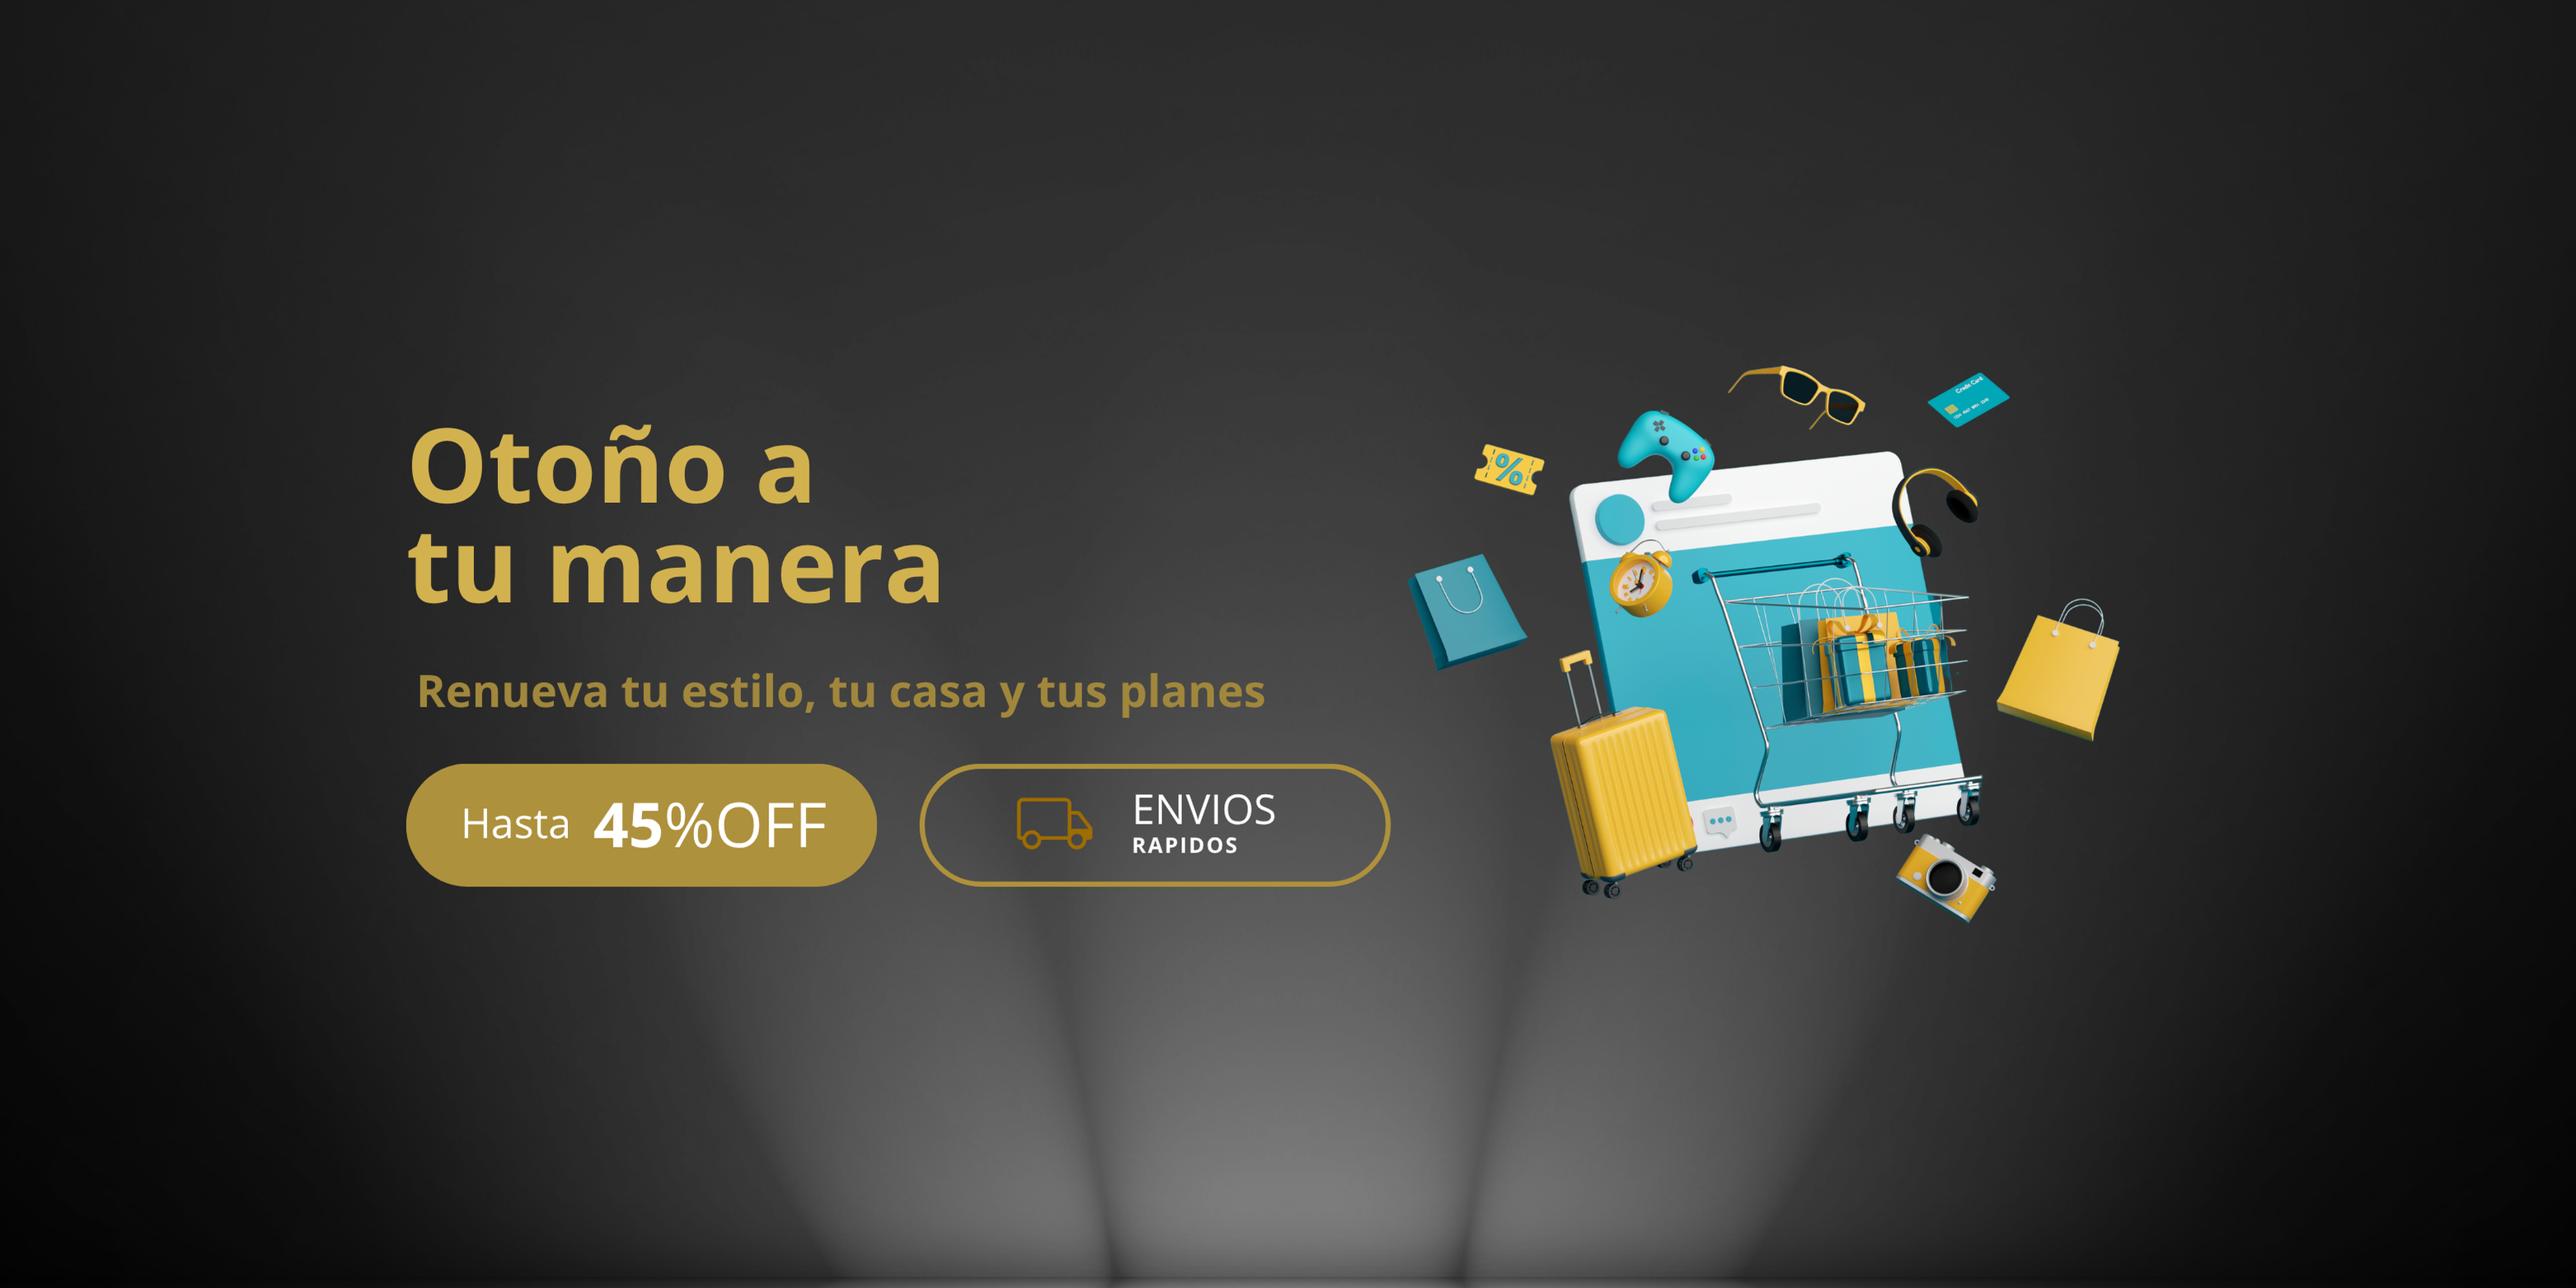 Otoño a
tu manera
Renueva tu estilo, tu casa y tus planes
Hasta 45%OFF
ENVIOS
RAPIDOS
%
Credit Card